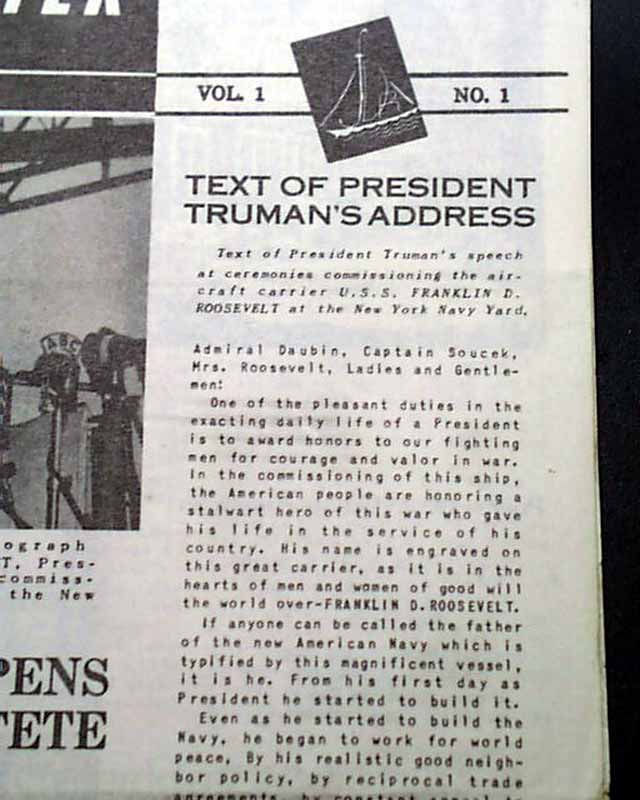 VOL. 1
NO. 1
TEXT OF PRESIDENT
TRUMAN'S ADDRESS
Text of President Truman's speech
at ceremonies commissioning the air-
craft carrier U.S.S. FRANKLIN D.
ROOSEVELT at the New York Navy Yard.
Admiral Daubin, Captain Soucek,
Mrs. Roosevelt, Ladies and Gentle-
men:
One of the pleasant duties in the
exacting daily life of a President
is to award honors to our fighting
men for courage and valor in war.
In the commissioning of this ship,
the American people are honoring a
stalwart hero of this war who gave
his life in the service of his
country. His name is engraved on
this great carrier, as it is in the
hearts of men and women of good will
the world over-FRANKLIN D.ROOSEVELT.
If anyone can be called the father
of the new American Navy which is
typified by this magnificent vessel,
it is he. From his first day as
President he started to build it.
Even as he started to build the
Navy, he began to work for world
peace. By his realistic good neigh-
bor policy, by reciprocal trade
agreements, by constant
ABC
ograph
T, Pres-
commiss-
the New
PENS
TETE